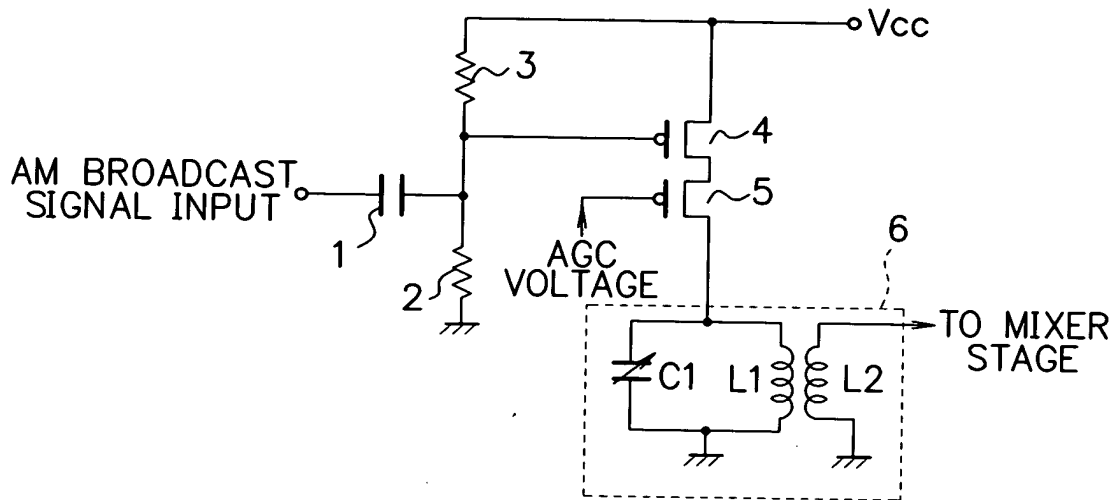 Vcc
3
4
AM BROADCAST
SIGNAL INPUT
5
1
AGC
VOLTAGE
6
2
TO MIXER
STAGE
C1
L1
L2